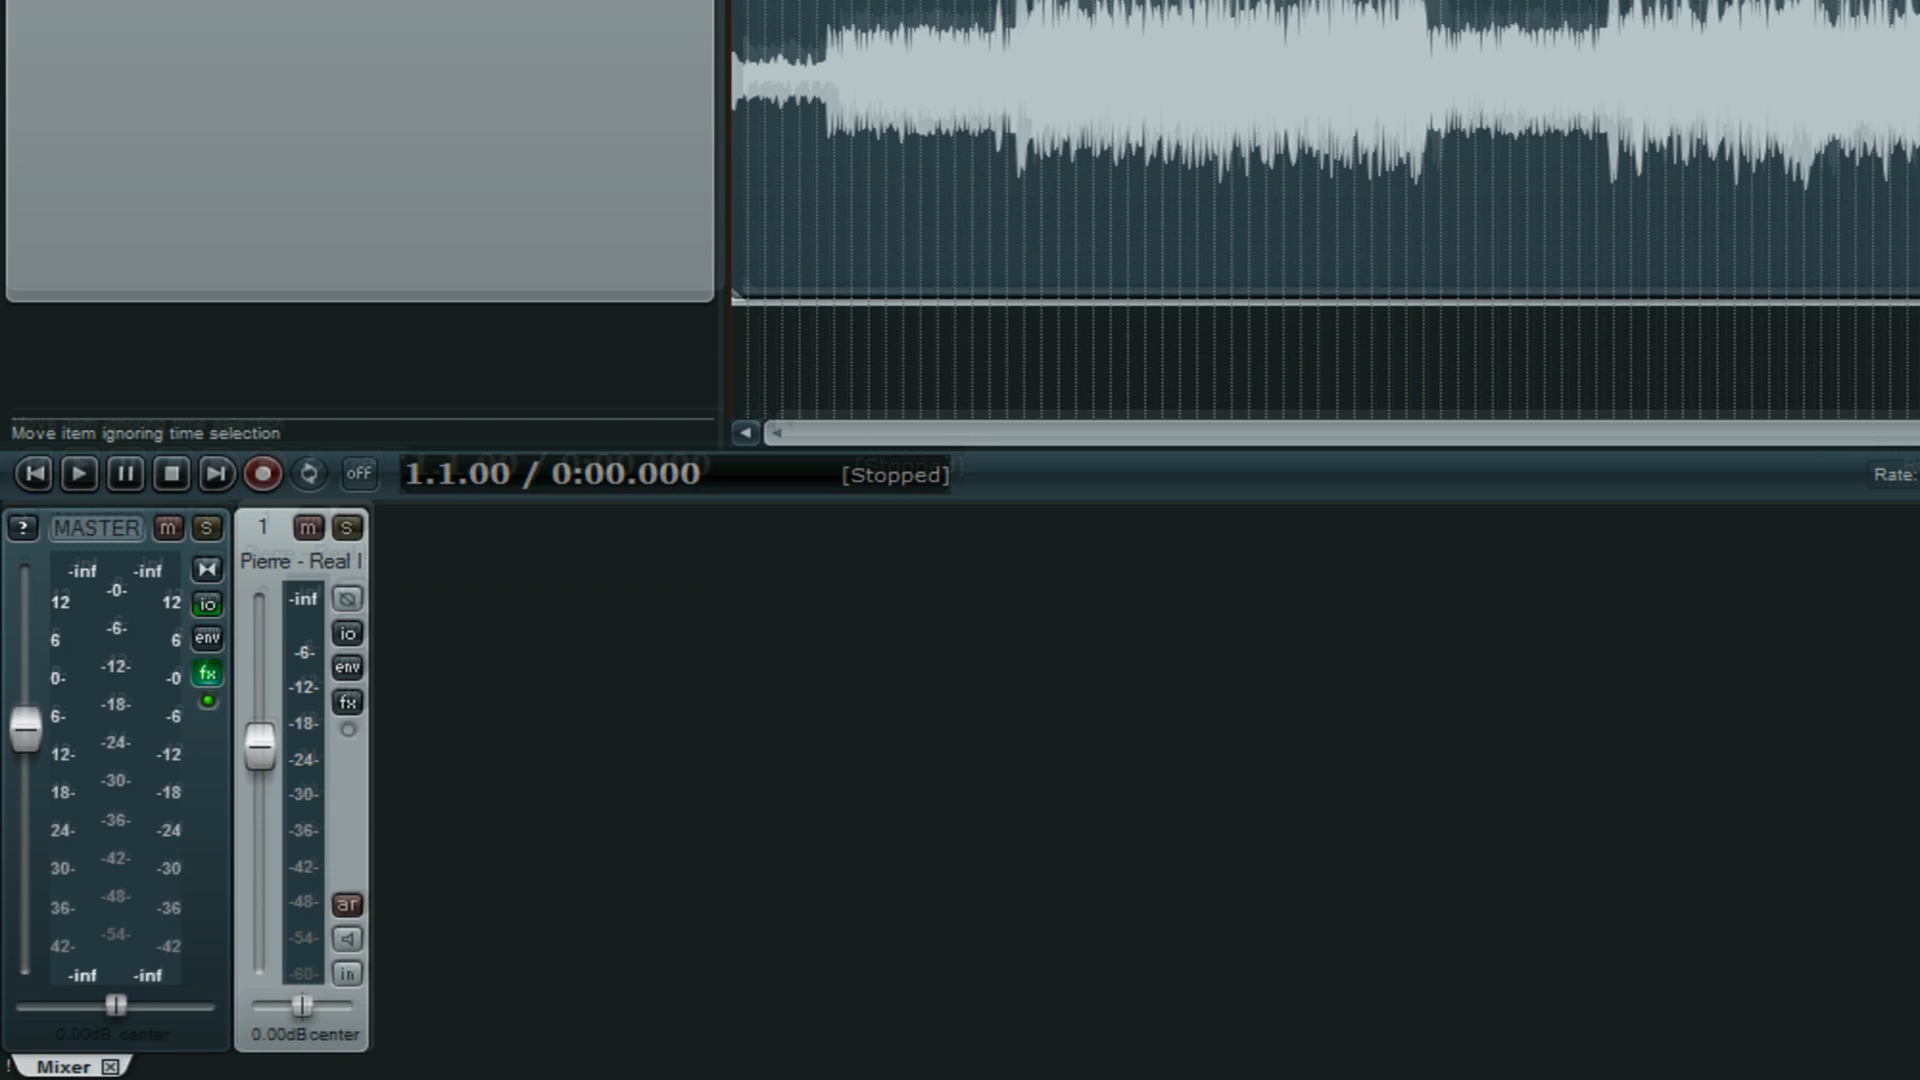 Move item ignoring time selection
off
1.1.00 / 0:00.000
[Stopped]
Rate:
? MASTER m S
1 m S
Pierre - Real I
-inf -inf
-0-
12 12 io
-6-
6 6 env
-12-
0- -0 fx
-18-
6- -6
-24-
12- -12
-30-
18- -18
-36-
24- -24
-42-
30- -30
-48-
36- -36
-54-
42- -42
-inf -inf
0.00dB center
-inf
io
-6-
env
-12-
fx
-18-
-24-
-30-
-36-
-42-
-48-
ar
-54-
-60-
in
0.00dB center
! Mixer